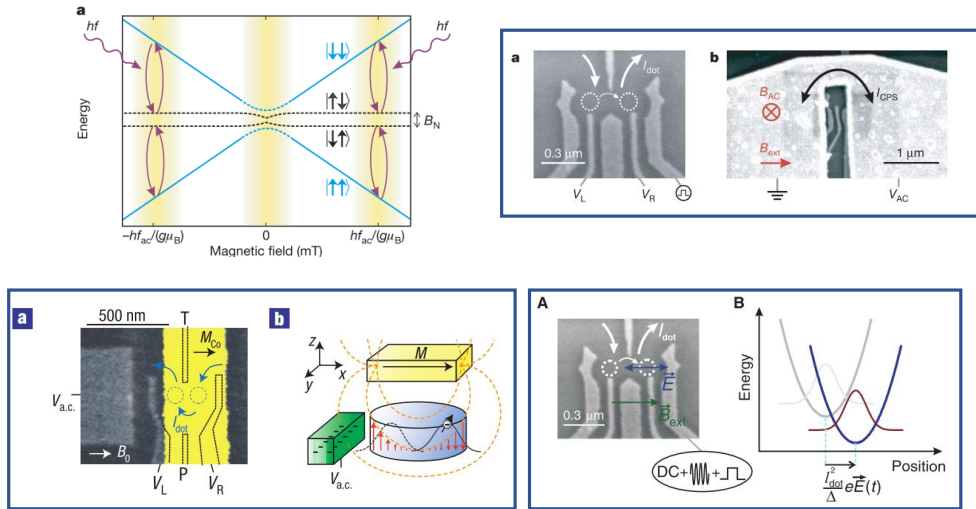 a
hf
hf
|↓↓⟩
|↑↓⟩
|↓↑⟩
|↑↑⟩
B_N
Energy
−hf_ac/(gμ_B)
0
hf_ac/(gμ_B)
Magnetic field (mT)
a
I_dot
0.3 μm
V_L
V_R
b
B_AC
B_ext
I_CPS
1 μm
V_AC
a
500 nm
T
M_Co
V_a.c.
I_dot
B_0
V_L
P
V_R
b
z
x
y
M
V_a.c.
A
I_dot
E
0.3 μm
B_ext
DC+
+
B
Energy
Position
l²_dot/Δ eE(t)